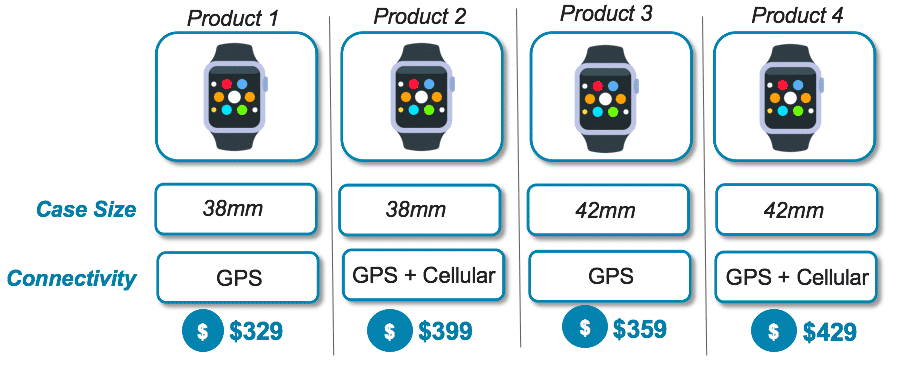 Product 1
Product 2
Product 3
Product 4
Case Size
38mm
38mm
42mm
42mm
Connectivity
GPS
GPS + Cellular
GPS
GPS + Cellular
$ $329
$ $399
$ $359
$ $429